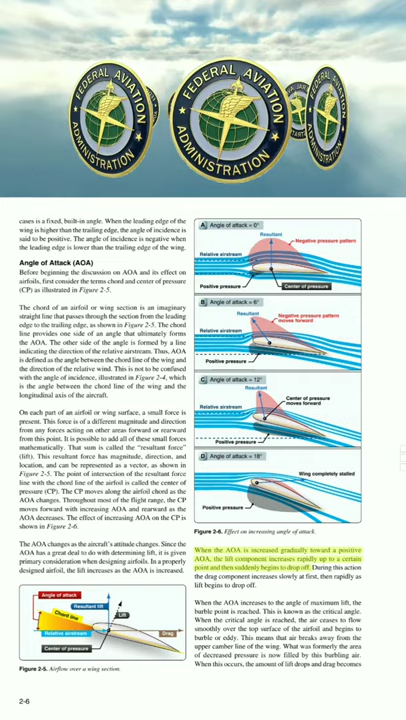 FEDERAL AVIATION
ADMINISTRATION
FEDERAL AVIATION
ADMINISTRATION
FEDERAL AVIATION
ADMINISTRATION
cases is a fixed, built-in angle. When the leading edge of the
wing is higher than the trailing edge, the angle of incidence is
said to be positive. The angle of incidence is negative when
the leading edge is lower than the trailing edge of the wing.
Angle of Attack (AOA)
Before beginning the discussion on AOA and its effect on
airfoils, first consider the terms chord and center of pressure
(CP) as illustrated in Figure 2-5.
The chord of an airfoil or wing section is an imaginary
straight line that passes through the section from the leading
edge to the trailing edge, as shown in Figure 2-5. The chord
line provides one side of an angle that ultimately forms
the AOA. The other side of the angle is formed by a line
indicating the direction of the relative airstream. Thus, AOA
is defined as the angle between the chord line of the wing and
the direction of the relative wind. This is not to be confused
with the angle of incidence, illustrated in Figure 2-4, which
is the angle between the chord line of the wing and the
longitudinal axis of the aircraft.
On each part of an airfoil or wing surface, a small force is
present. This force is of a different magnitude and direction
from any forces acting on other areas forward or rearward
from this point. It is possible to add all of these small forces
mathematically. That sum is called the “resultant force”
(lift). This resultant force has magnitude, direction, and
location, and can be represented as a vector, as shown in
Figure 2-5. The point of intersection of the resultant force
line with the chord line of the airfoil is called the center of
pressure (CP). The CP moves along the airfoil chord as the
AOA changes. Throughout most of the flight range, the CP
moves forward with increasing AOA and rearward as the
AOA decreases. The effect of increasing AOA on the CP is
shown in Figure 2-6.
The AOA changes as the aircraft’s attitude changes. Since the
AOA has a great deal to do with determining lift, it is given
primary consideration when designing airfoils. In a properly
designed airfoil, the lift increases as the AOA is increased.
Angle of attack
Resultant lift
Lift
Chord line
Relative airstream
Drag
Center of pressure
Figure 2-5. Airflow over a wing section.
2-6
A Angle of attack = 0°
Resultant
Negative pressure pattern
Relative airstream
Positive pressure
Center of pressure
B Angle of attack = 6°
Resultant
Negative pressure pattern
moves forward
Relative airstream
Positive pressure
C Angle of attack = 12°
Resultant
Center of pressure
moves forward
Relative airstream
Positive pressure
D Angle of attack = 18°
Wing completely stalled
Positive pressure
Figure 2-6. Effect on increasing angle of attack.
When the AOA is increased gradually toward a positive
AOA, the lift component increases rapidly up to a certain
point and then suddenly begins to drop off. During this action
the drag component increases slowly at first, then rapidly as
lift begins to drop off.
When the AOA increases to the angle of maximum lift, the
burble point is reached. This is known as the critical angle.
When the critical angle is reached, the air ceases to flow
smoothly over the top surface of the airfoil and begins to
burble or eddy. This means that air breaks away from the
upper camber line of the wing. What was formerly the area
of decreased pressure is now filled by this burbling air.
When this occurs, the amount of lift drops and drag becomes